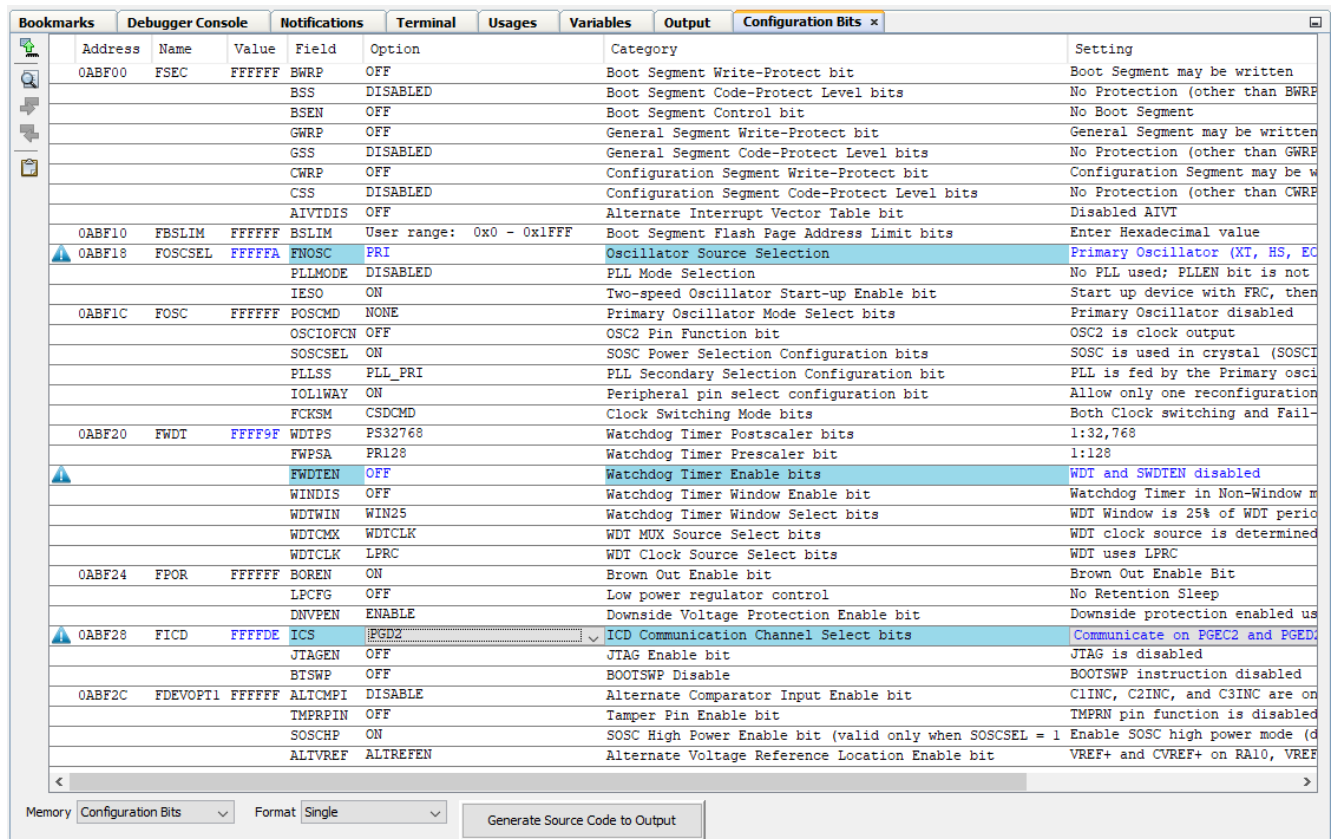 Bookmarks Debugger Console Notifications Terminal Usages Variables Output Configuration Bits ×
Address Name Value Field Option Category Setting
0ABF00 FSEC FFFFFF BWRP OFF Boot Segment Write-Protect bit Boot Segment may be written
BSS DISABLED Boot Segment Code-Protect Level bits No Protection (other than BWRP
BSEN OFF Boot Segment Control bit No Boot Segment
GWRP OFF General Segment Write-Protect bit General Segment may be written
GSS DISABLED General Segment Code-Protect Level bits No Protection (other than GWRP
CWRP OFF Configuration Segment Write-Protect bit Configuration Segment may be w
CSS DISABLED Configuration Segment Code-Protect Level bits No Protection (other than CWRP
AIVTDIS OFF Alternate Interrupt Vector Table bit Disabled AIVT
0ABF10 FBSLIM FFFFFF BSLIM User range: 0x0 - 0x1FFF Boot Segment Flash Page Address Limit bits Enter Hexadecimal value
0ABF18 FOSCSEL FFFFFA FNOSC PRI Oscillator Source Selection Primary Oscillator (XT, HS, EC
PLLMODE DISABLED PLL Mode Selection No PLL used; PLLEN bit is not
IESO ON Two-speed Oscillator Start-up Enable bit Start up device with FRC, then
0ABF1C FOSC FFFFFF POSCMD NONE Primary Oscillator Mode Select bits Primary Oscillator disabled
OSCIOFCN OFF OSC2 Pin Function bit OSC2 is clock output
SOSCSEL ON SOSC Power Selection Configuration bits SOSC is used in crystal (SOSCI
PLLSS PLL_PRI PLL Secondary Selection Configuration bit PLL is fed by the Primary osci
IOL1WAY ON Peripheral pin select configuration bit Allow only one reconfiguration
FCKSM CSDCMD Clock Switching Mode bits Both Clock switching and Fail-
0ABF20 FWDT FFFF9F WDTPS PS32768 Watchdog Timer Postscaler bits 1:32,768
FWPSA PR128 Watchdog Timer Prescaler bit 1:128
FWDTEN OFF Watchdog Timer Enable bits WDT and SWDTEN disabled
WINDIS OFF Watchdog Timer Window Enable bit Watchdog Timer in Non-Window m
WDTWIN WIN25 Watchdog Timer Window Select bits WDT Window is 25% of WDT perio
WDTCMX WDTCLK WDT MUX Source Select bits WDT clock source is determined
WDTCLK LPRC WDT Clock Source Select bits WDT uses LPRC
0ABF24 FPOR FFFFFF BOREN ON Brown Out Enable bit Brown Out Enable Bit
LPCFG OFF Low power regulator control No Retention Sleep
DNVPEN ENABLE Downside Voltage Protection Enable bit Downside protection enabled us
0ABF28 FICD FFFFDE ICS PGD2 ICD Communication Channel Select bits Communicate on PGEC2 and PGED2
JTAGEN OFF JTAG Enable bit JTAG is disabled
BTSWP OFF BOOTSWP Disable BOOTSWP instruction disabled
0ABF2C FDEVOPT1 FFFFFF ALTCMPI DISABLE Alternate Comparator Input Enable bit C1INC, C2INC, and C3INC are on
TMPRPIN OFF Tamper Pin Enable bit TMPRN pin function is disabled
SOSCHP ON SOSC High Power Enable bit (valid only when SOSCSEL = 1 Enable SOSC high power mode (d
ALTVREF ALTREFEN Alternate Voltage Reference Location Enable bit VREF+ and CVREF+ on RA10, VREF
Memory Configuration Bits Format Single Generate Source Code to Output